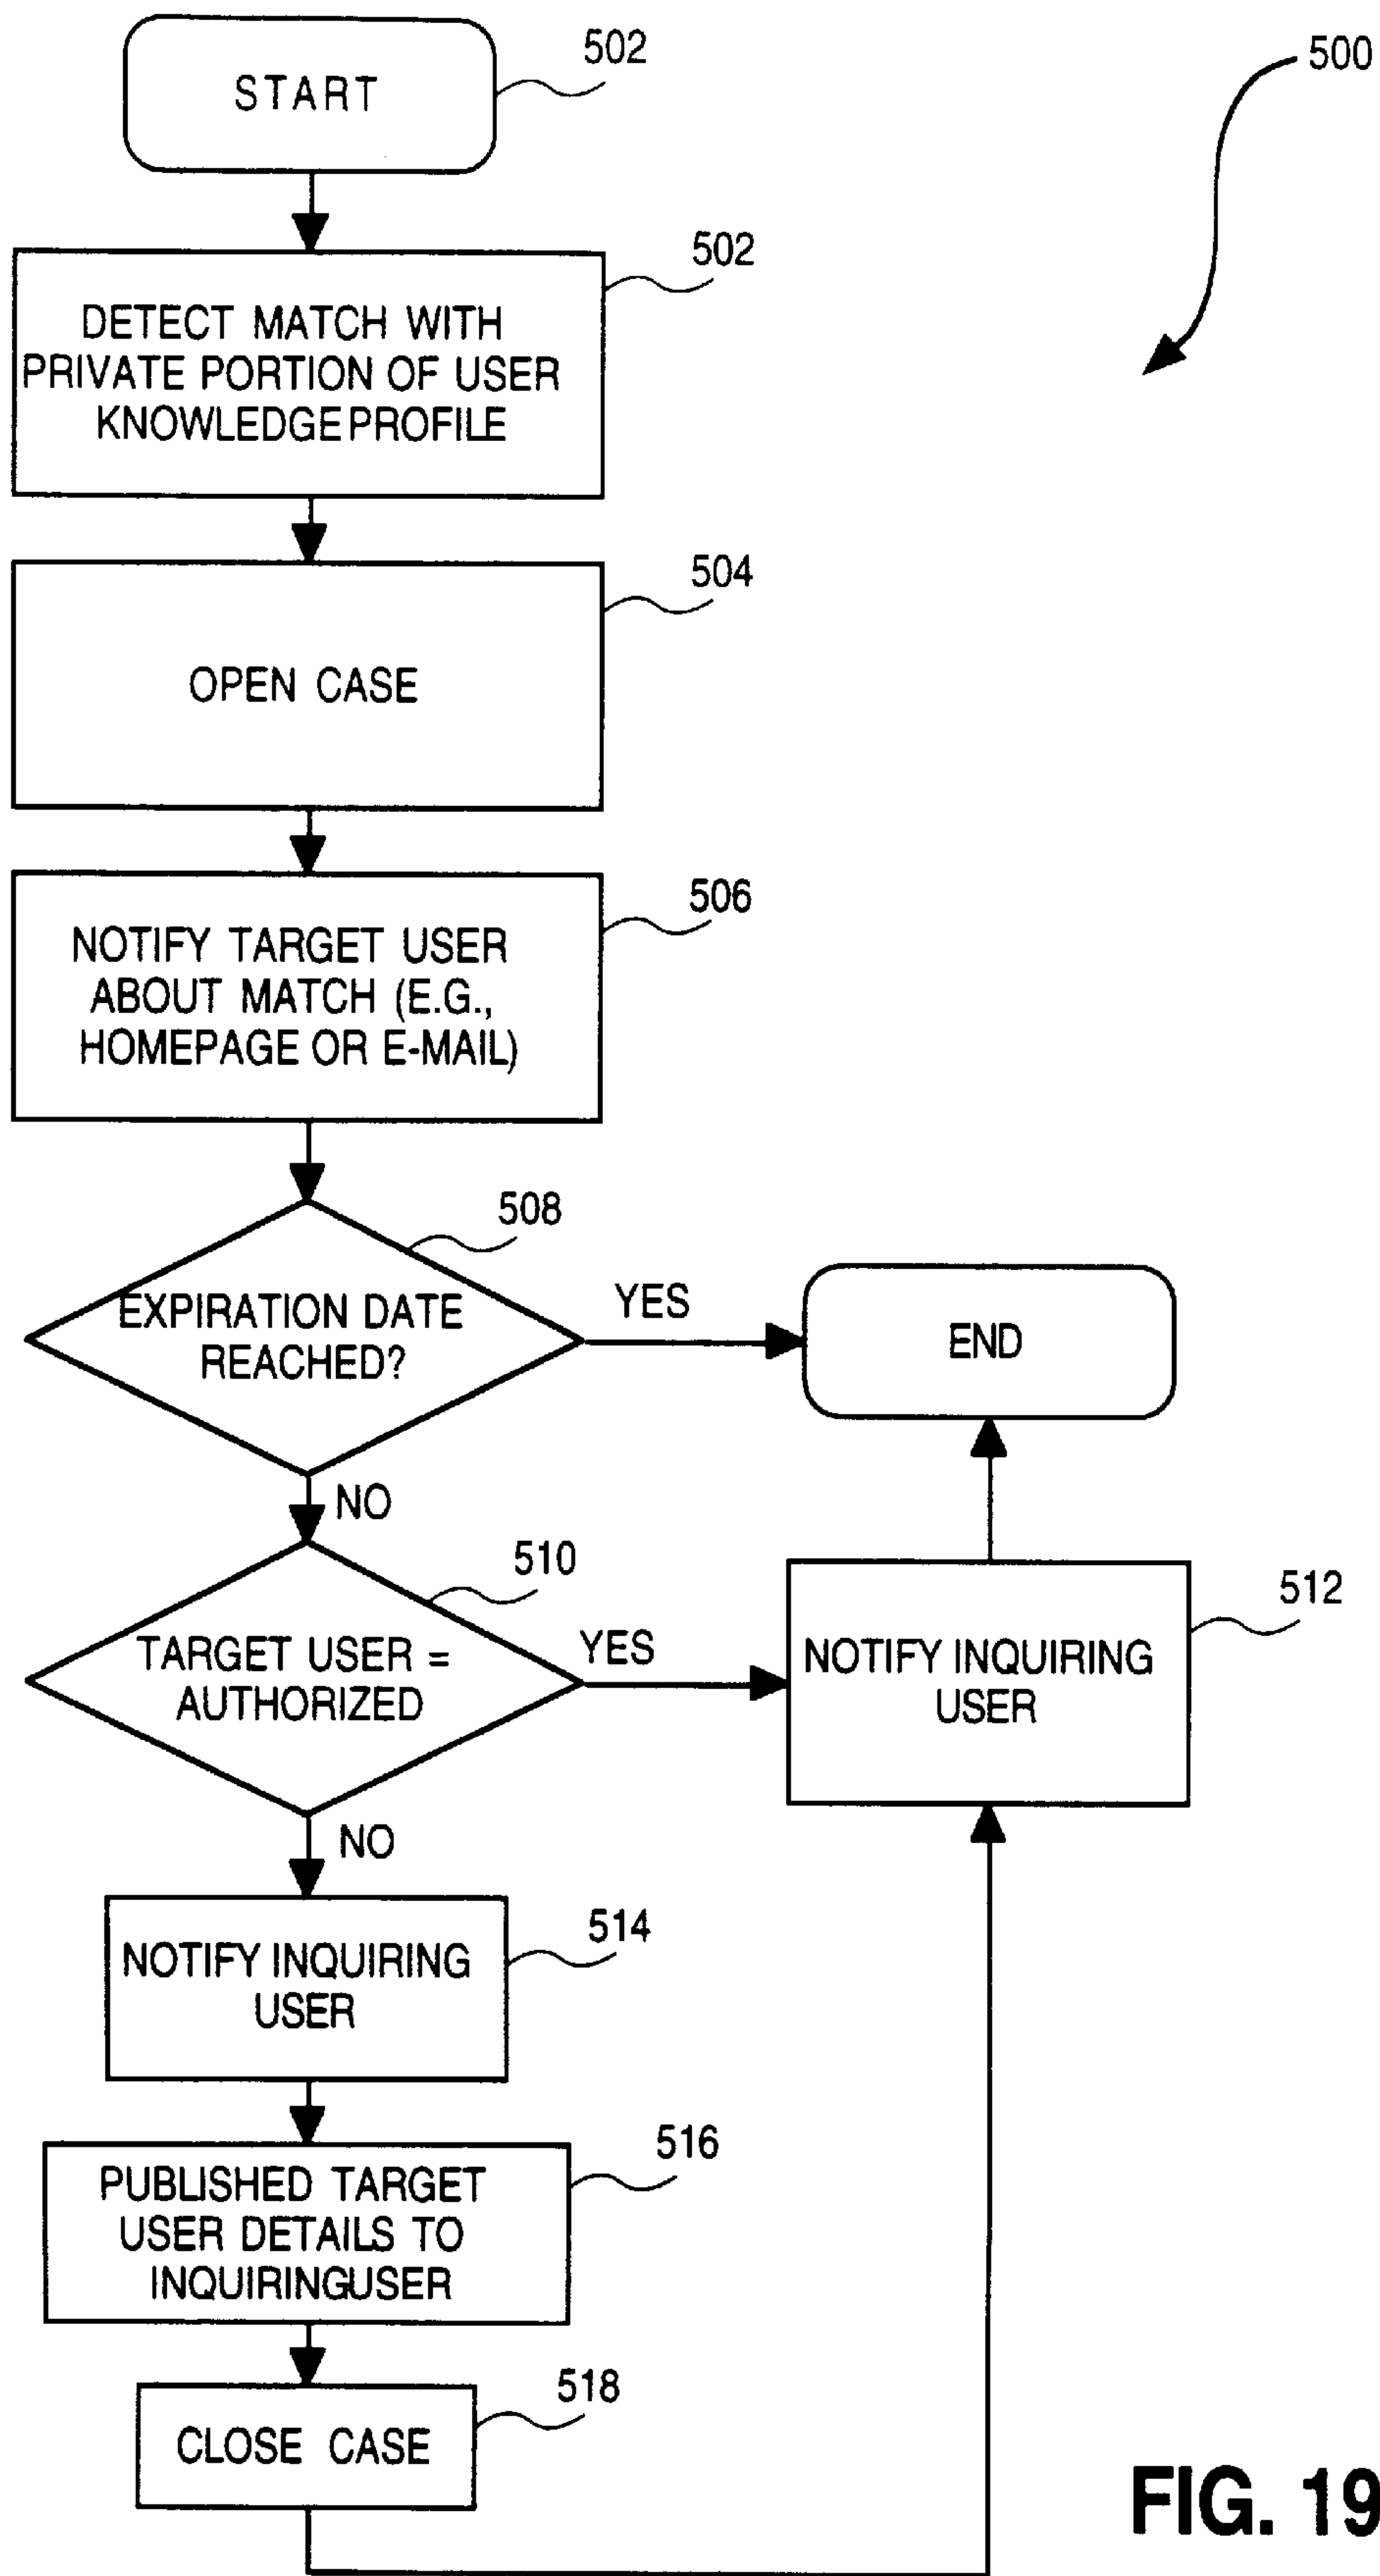 START
502
500
502
DETECT MATCH WITH
PRIVATE PORTION OF USER
KNOWLEDGE PROFILE
504
OPEN CASE
506
NOTIFY TARGET USER
ABOUT MATCH (E.G.,
HOMEPAGE OR E-MAIL)
508
EXPIRATION DATE
REACHED?
YES
END
NO
510
TARGET USER =
AUTHORIZED
YES
512
NOTIFY INQUIRING
USER
NO
514
NOTIFY INQUIRING
USER
516
PUBLISHED TARGET
USER DETAILS TO
INQUIRING USER
518
CLOSE CASE
FIG. 19